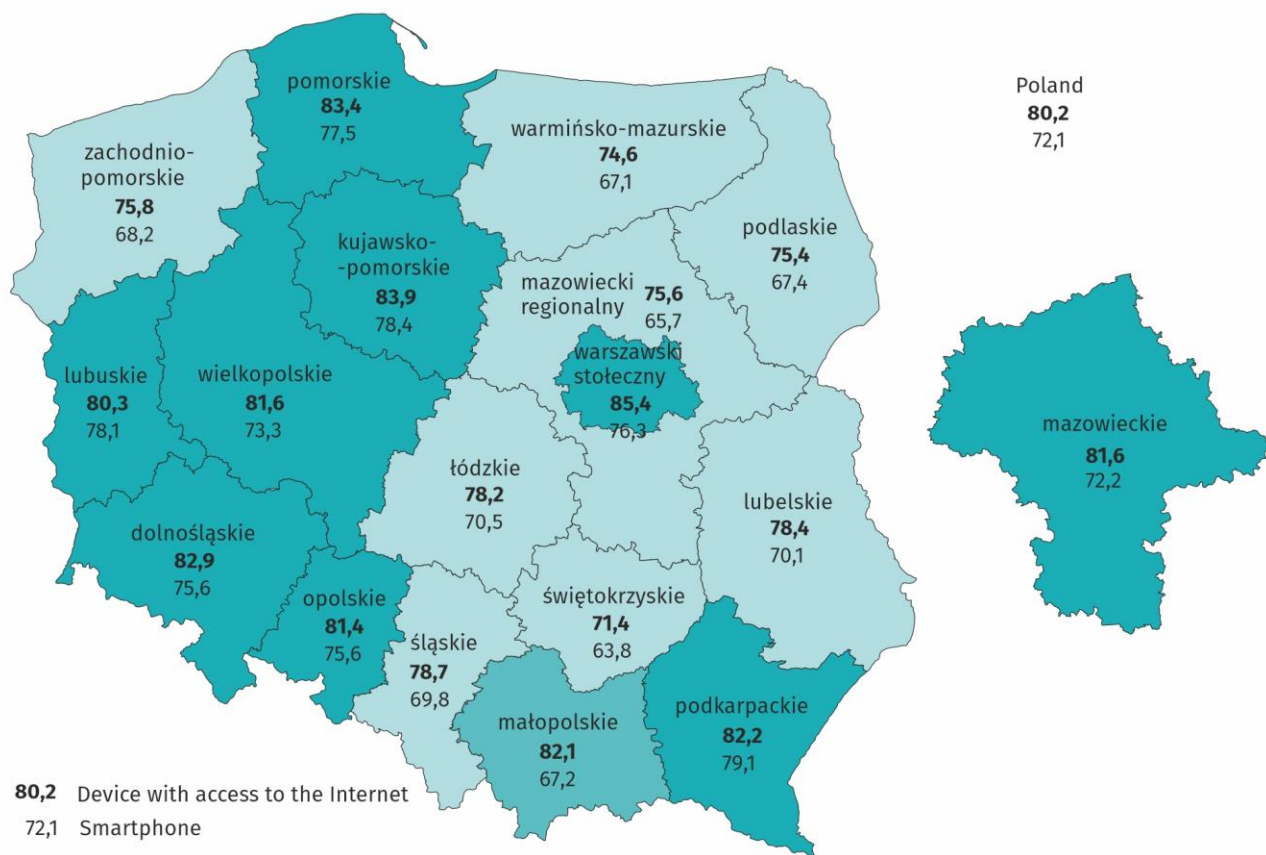 pomorskie
83,4
77,5
Poland
80,2
72,1
warmińsko-mazurskie
74,6
67,1
zachodnio-
pomorskie
75,8
68,2
podlaskie
75,4
67,4
kujawsko-
-pomorskie
83,9
78,4
mazowiecki
regionalny
75,6
65,7
warszawski
stołeczny
85,4
76,3
lubuskie
80,3
78,1
wielkopolskie
81,6
73,3
mazowieckie
81,6
72,2
łódzkie
78,2
70,5
lubelskie
78,4
70,1
dolnośląskie
82,9
75,6
opolskie
81,4
75,6
śląskie
78,7
69,8
świętokrzyskie
71,4
63,8
małopolskie
82,1
67,2
podkarpackie
82,2
79,1
80,2 Device with access to the Internet
72,1 Smartphone